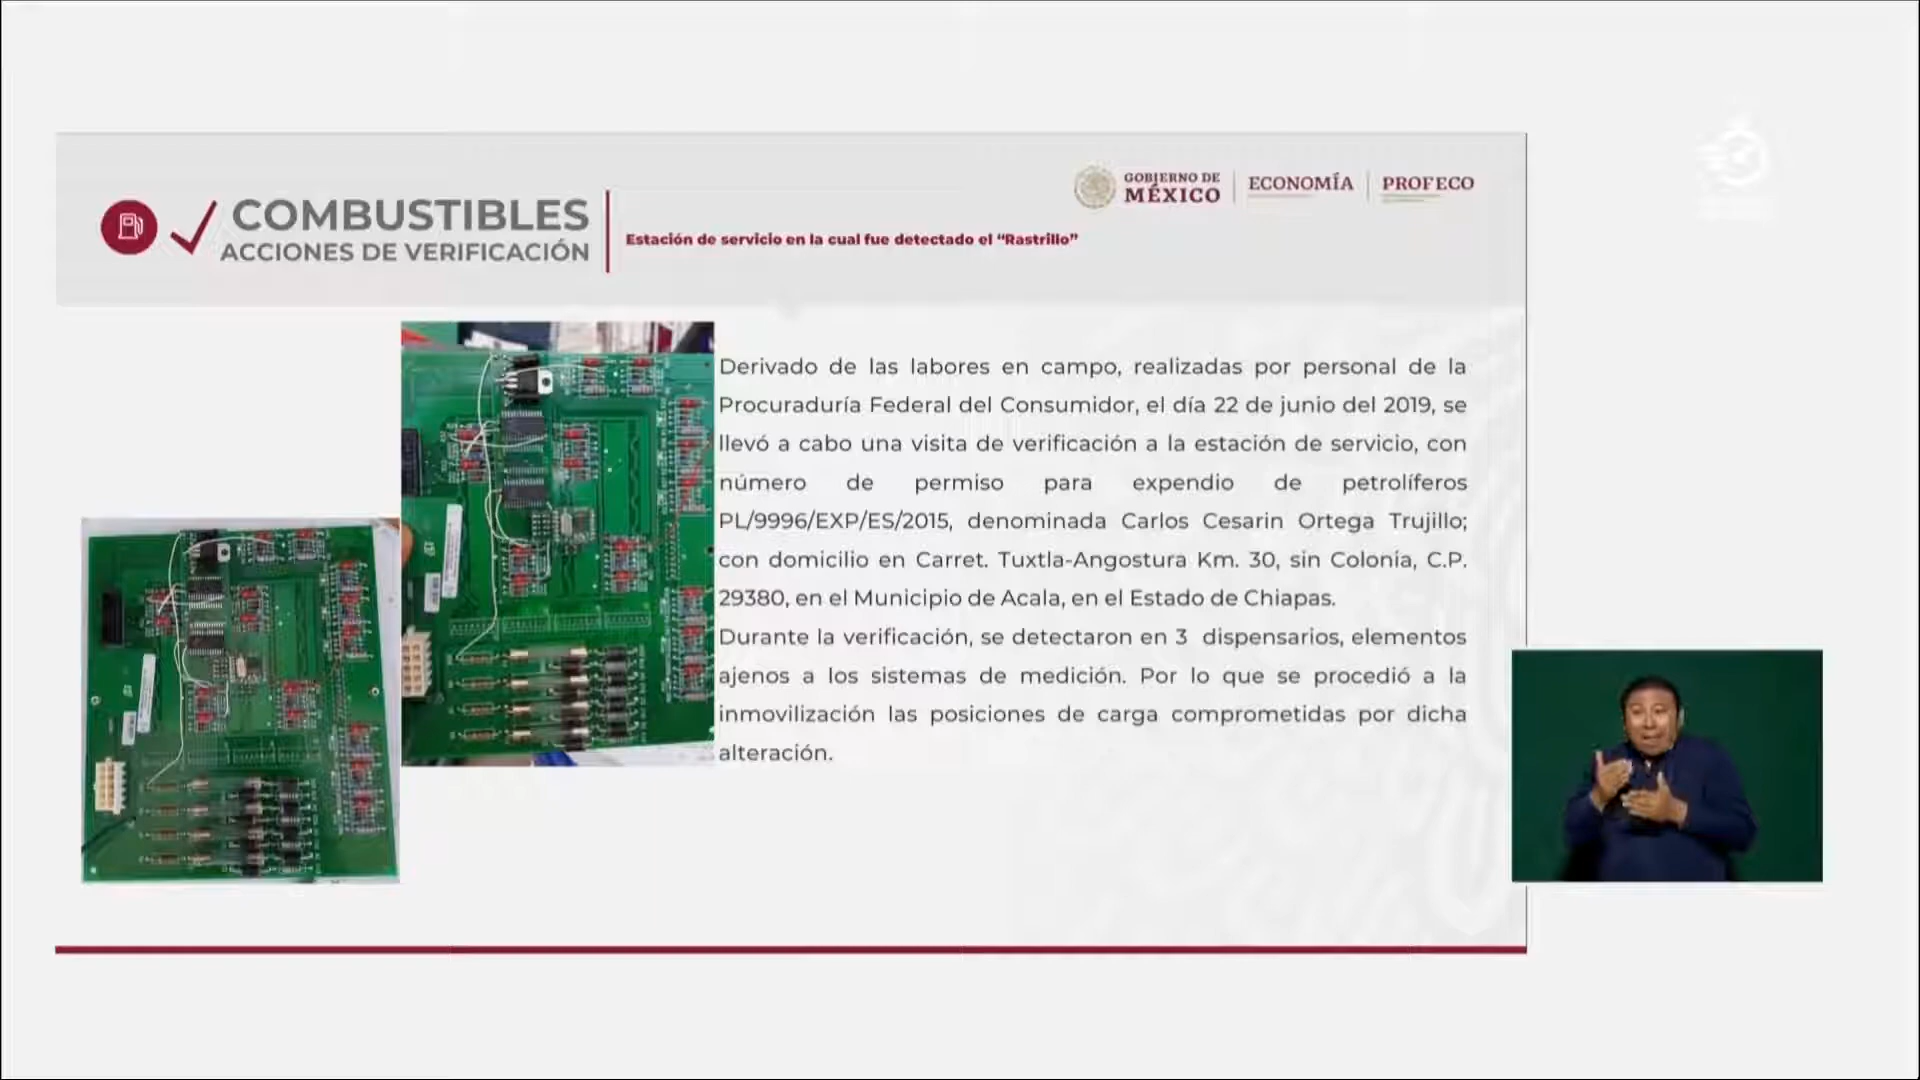 GOBIERNO DE
MÉXICO
ECONOMÍA
PROFECO
COMBUSTIBLES
ACCIONES DE VERIFICACIÓN
Estación de servicio en la cual fue detectado el “Rastrillo”
Derivado de las labores en campo, realizadas por personal de la
Procuraduría Federal del Consumidor, el día 22 de junio del 2019, se
llevó a cabo una visita de verificación a la estación de servicio, con
número de permiso para expendio de petrolíferos
PL/9996/EXP/ES/2015, denominada Carlos Cesarin Ortega Trujillo;
con domicilio en Carret. Tuxtla-Angostura Km. 30, sin Colonia, C.P.
29380, en el Municipio de Acala, en el Estado de Chiapas.
Durante la verificación, se detectaron en 3 dispensarios, elementos
ajenos a los sistemas de medición. Por lo que se procedió a la
inmovilización las posiciones de carga comprometidas por dicha
alteración.